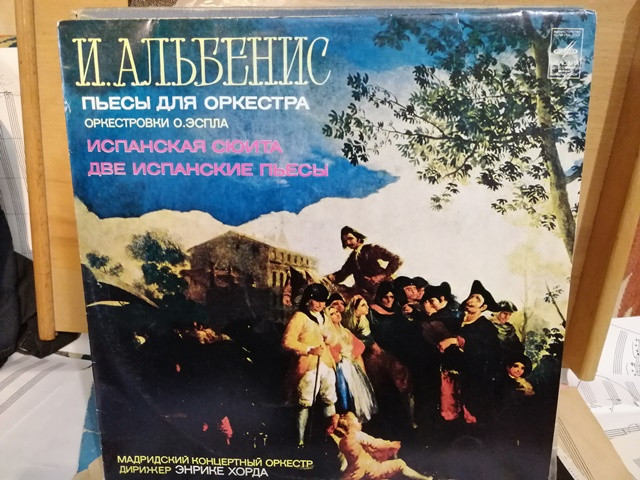 И. АЛЬБЕНИС
ПЬЕСЫ ДЛЯ ОРКЕСТРА
ОРКЕСТРОВКИ О. ЭСПЛА
ИСПАНСКАЯ СЮИТА
ДВЕ ИСПАНСКИЕ ПЬЕСЫ
МАДРИДСКИЙ КОНЦЕРТНЫЙ ОРКЕСТР
ДИРИЖЕР ЭНРИКЕ ХОРДА